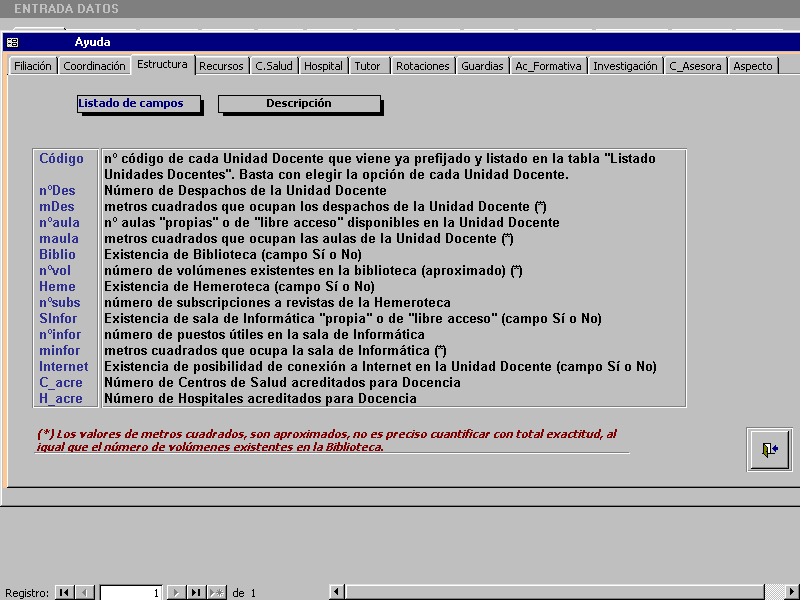 ENTRADA DATOS
Ayuda
Filiación Coordinación Estructura Recursos C.Salud Hospital Tutor Rotaciones Guardias Ac_Formativa Investigación C_Asesora Aspecto
Listado de campos Descripción
Código nº código de cada Unidad Docente que viene ya prefijado y listado en la tabla "Listado
Unidades Docentes". Basta con elegir la opción de cada Unidad Docente.
nºDes Número de Despachos de la Unidad Docente
mDes metros cuadrados que ocupan los despachos de la Unidad Docente (*)
nºaula nº aulas "propias" o de "libre acceso" disponibles en la Unidad Docente
maula metros cuadrados que ocupan las aulas de la Unidad Docente (*)
Biblio Existencia de Biblioteca (campo Sí o No)
nºvol número de volúmenes existentes en la biblioteca (aproximado) (*)
Heme Existencia de Hemeroteca (campo Sí o No)
nºsubs número de subscripciones a revistas de la Hemeroteca
SInfor Existencia de sala de Informática "propia" o de "libre acceso" (campo Sí o No)
nºinfor número de puestos útiles en la sala de Informática
minfor metros cuadrados que ocupa la sala de Informática (*)
Internet Existencia de posibilidad de conexión a Internet en la Unidad Docente (campo Sí o No)
C_acre Número de Centros de Salud acreditados para Docencia
H_acre Número de Hospitales acreditados para Docencia
(*) Los valores de metros cuadrados, son aproximados, no es preciso cuantificar con total exactitud, al
igual que el número de volúmenes existentes en la Biblioteca.
Registro: 1 de 1